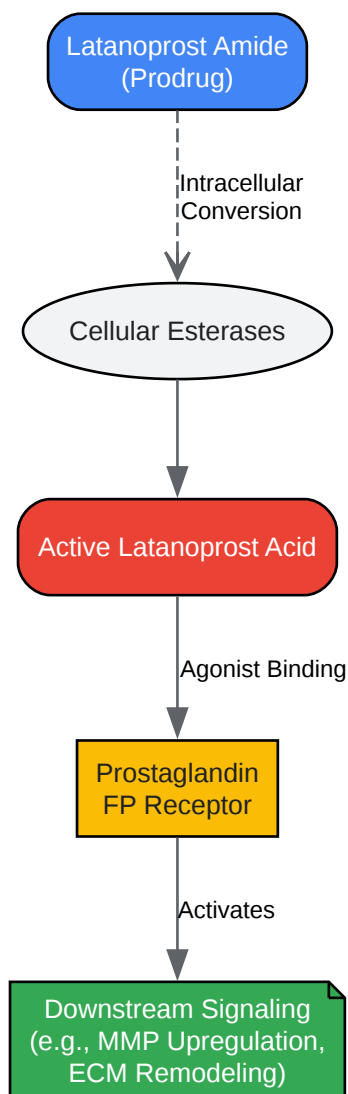 Latanoprost Amide
(Prodrug)
Intracellular
Conversion
Cellular Esterases
Active Latanoprost Acid
Agonist Binding
Prostaglandin
FP Receptor
Activates
Downstream Signaling
(e.g., MMP Upregulation,
ECM Remodeling)